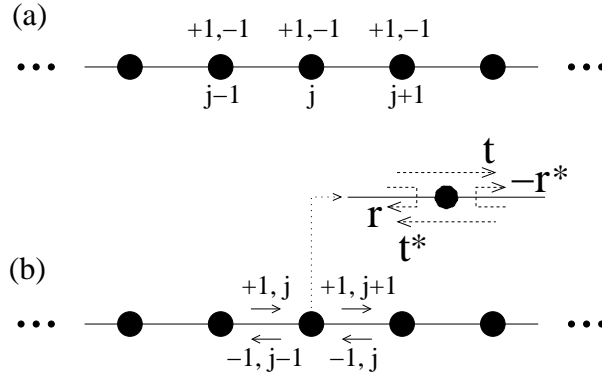 (a)
+1,−1 +1,−1 +1,−1
••• •••
j−1 j j+1
t
−r*
r
t*
(b)
+1, j +1, j+1
••• •••
−1, j−1 −1, j